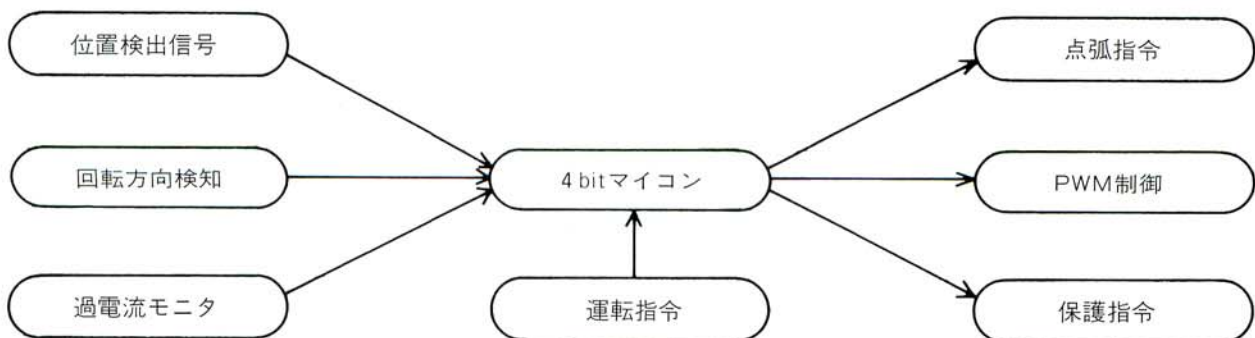 位置検出信号
回転方向検知
過電流モニタ
4bitマイコン
運転指令
点弧指令
PWM制御
保護指令